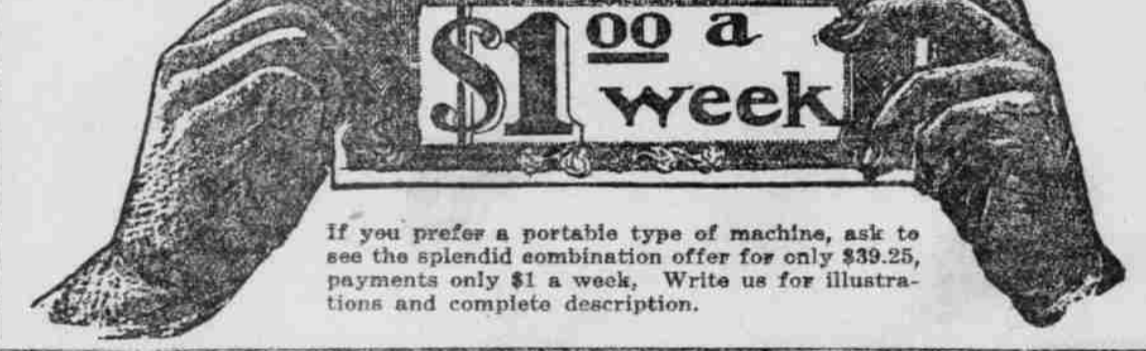 $1 00 a
week
If you prefer a portable type of machine, ask to
see the splendid combination offer for only $39.25,
payments only $1 a week. Write us for illustra-
tions and complete description.